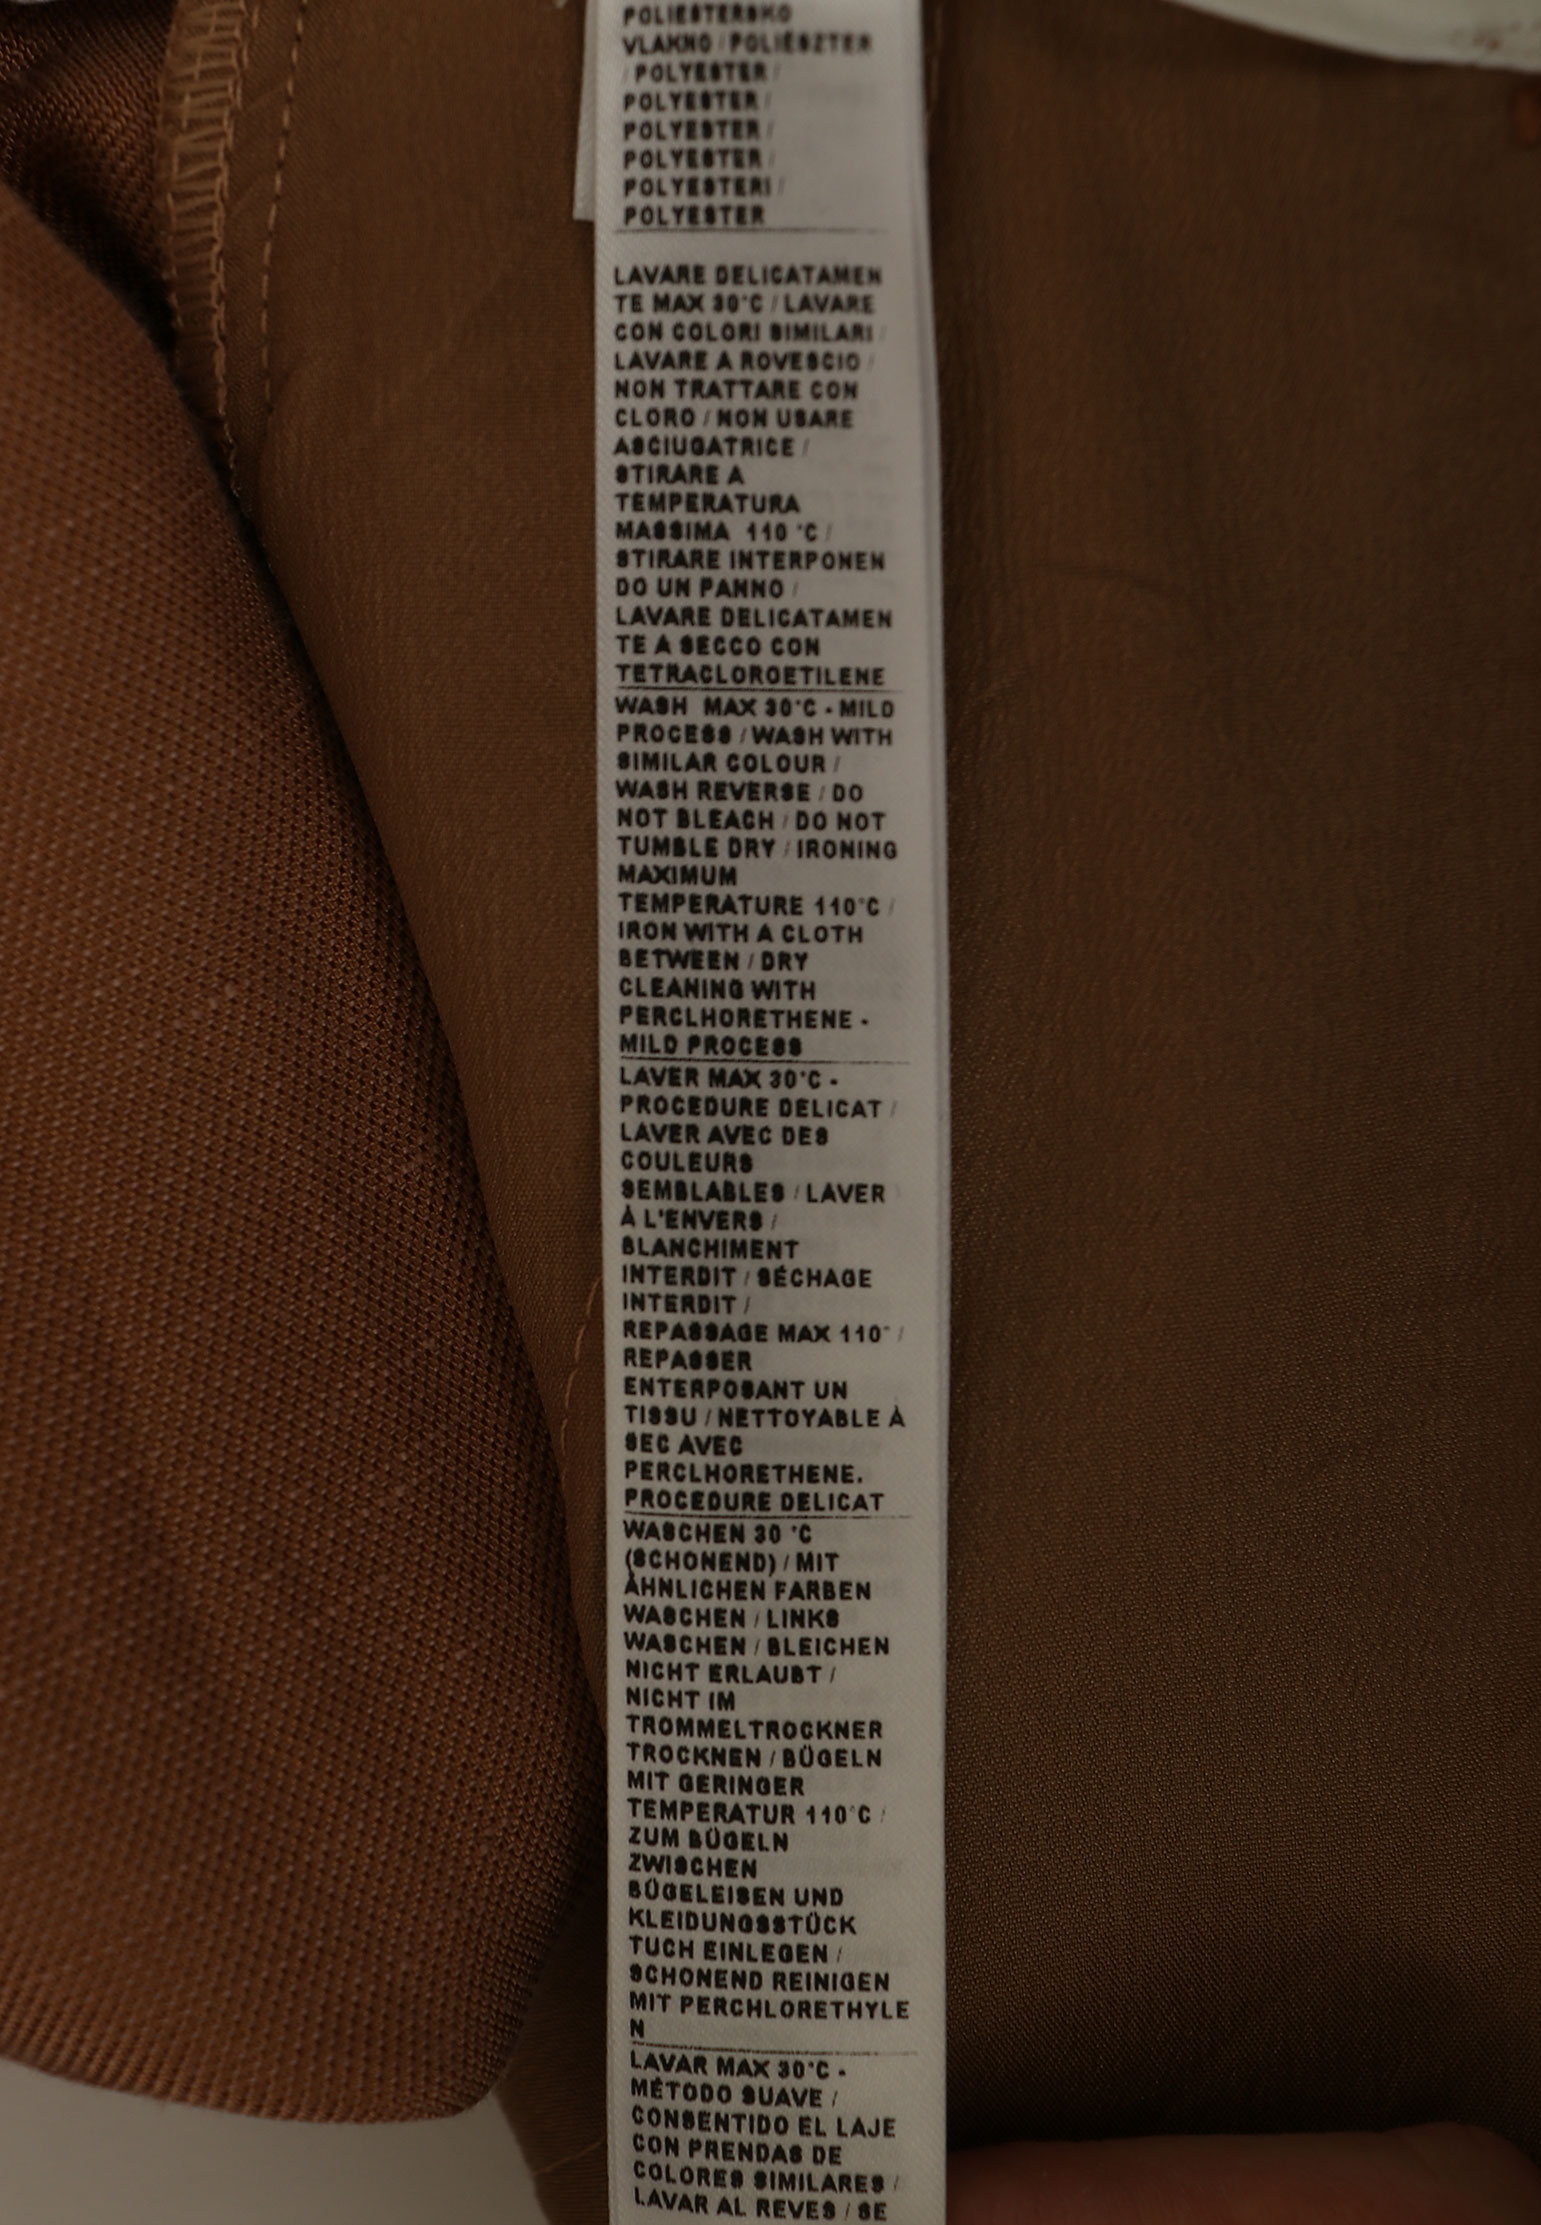 POLIESTERSKO
VLAKNO / POLIÉSZTER
/ POLYESTER /
POLYESTER /
POLYESTER /
POLYESTER /
POLYESTERI /
POLYESTER
LAVARE DELICATAMEN
TE MAX 30°C / LAVARE
CON COLORI SIMILARI /
LAVARE A ROVESCIO /
NON TRATTARE CON
CLORO / NON USARE
ASCIUGATRICE /
STIRARE A
TEMPERATURA
MASSIMA 110 °C /
STIRARE INTERPONEN
DO UN PANNO /
LAVARE DELICATAMEN
TE A SECCO CON
TETRACLOROETILENE
WASH MAX 30°C - MILD
PROCESS / WASH WITH
SIMILAR COLOUR /
WASH REVERSE / DO
NOT BLEACH / DO NOT
TUMBLE DRY / IRONING
MAXIMUM
TEMPERATURE 110°C /
IRON WITH A CLOTH
BETWEEN / DRY
CLEANING WITH
PERCLHORETHENE -
MILD PROCESS
LAVER MAX 30°C -
PROCEDURE DELICAT /
LAVER AVEC DES
COULEURS
SEMBLABLES / LAVER
À L'ENVERS /
BLANCHIMENT
INTERDIT / SÉCHAGE
INTERDIT /
REPASSAGE MAX 110° /
REPASSER
ENTERPOSANT UN
TISSU / NETTOYABLE À
SEC AVEC
PERCLHORETHENE.
PROCEDURE DELICAT
WASCHEN 30 °C
(SCHONEND) / MIT
ÄHNLICHEN FARBEN
WASCHEN / LINKS
WASCHEN / BLEICHEN
NICHT ERLAUBT /
NICHT IM
TROMMELTROCKNER
TROCKNEN / BÜGELN
MIT GERINGER
TEMPERATUR 110°C /
ZUM BÜGELN
ZWISCHEN
BÜGELEISEN UND
KLEIDUNGSSTÜCK
TUCH EINLEGEN /
SCHONEND REINIGEN
MIT PERCHLORETHYLE
N
LAVAR MAX 30°C -
MÉTODO SUAVE /
CONSENTIDO EL LAJE
CON PRENDAS DE
COLORES SIMILARES /
LAVAR AL REVES / SE